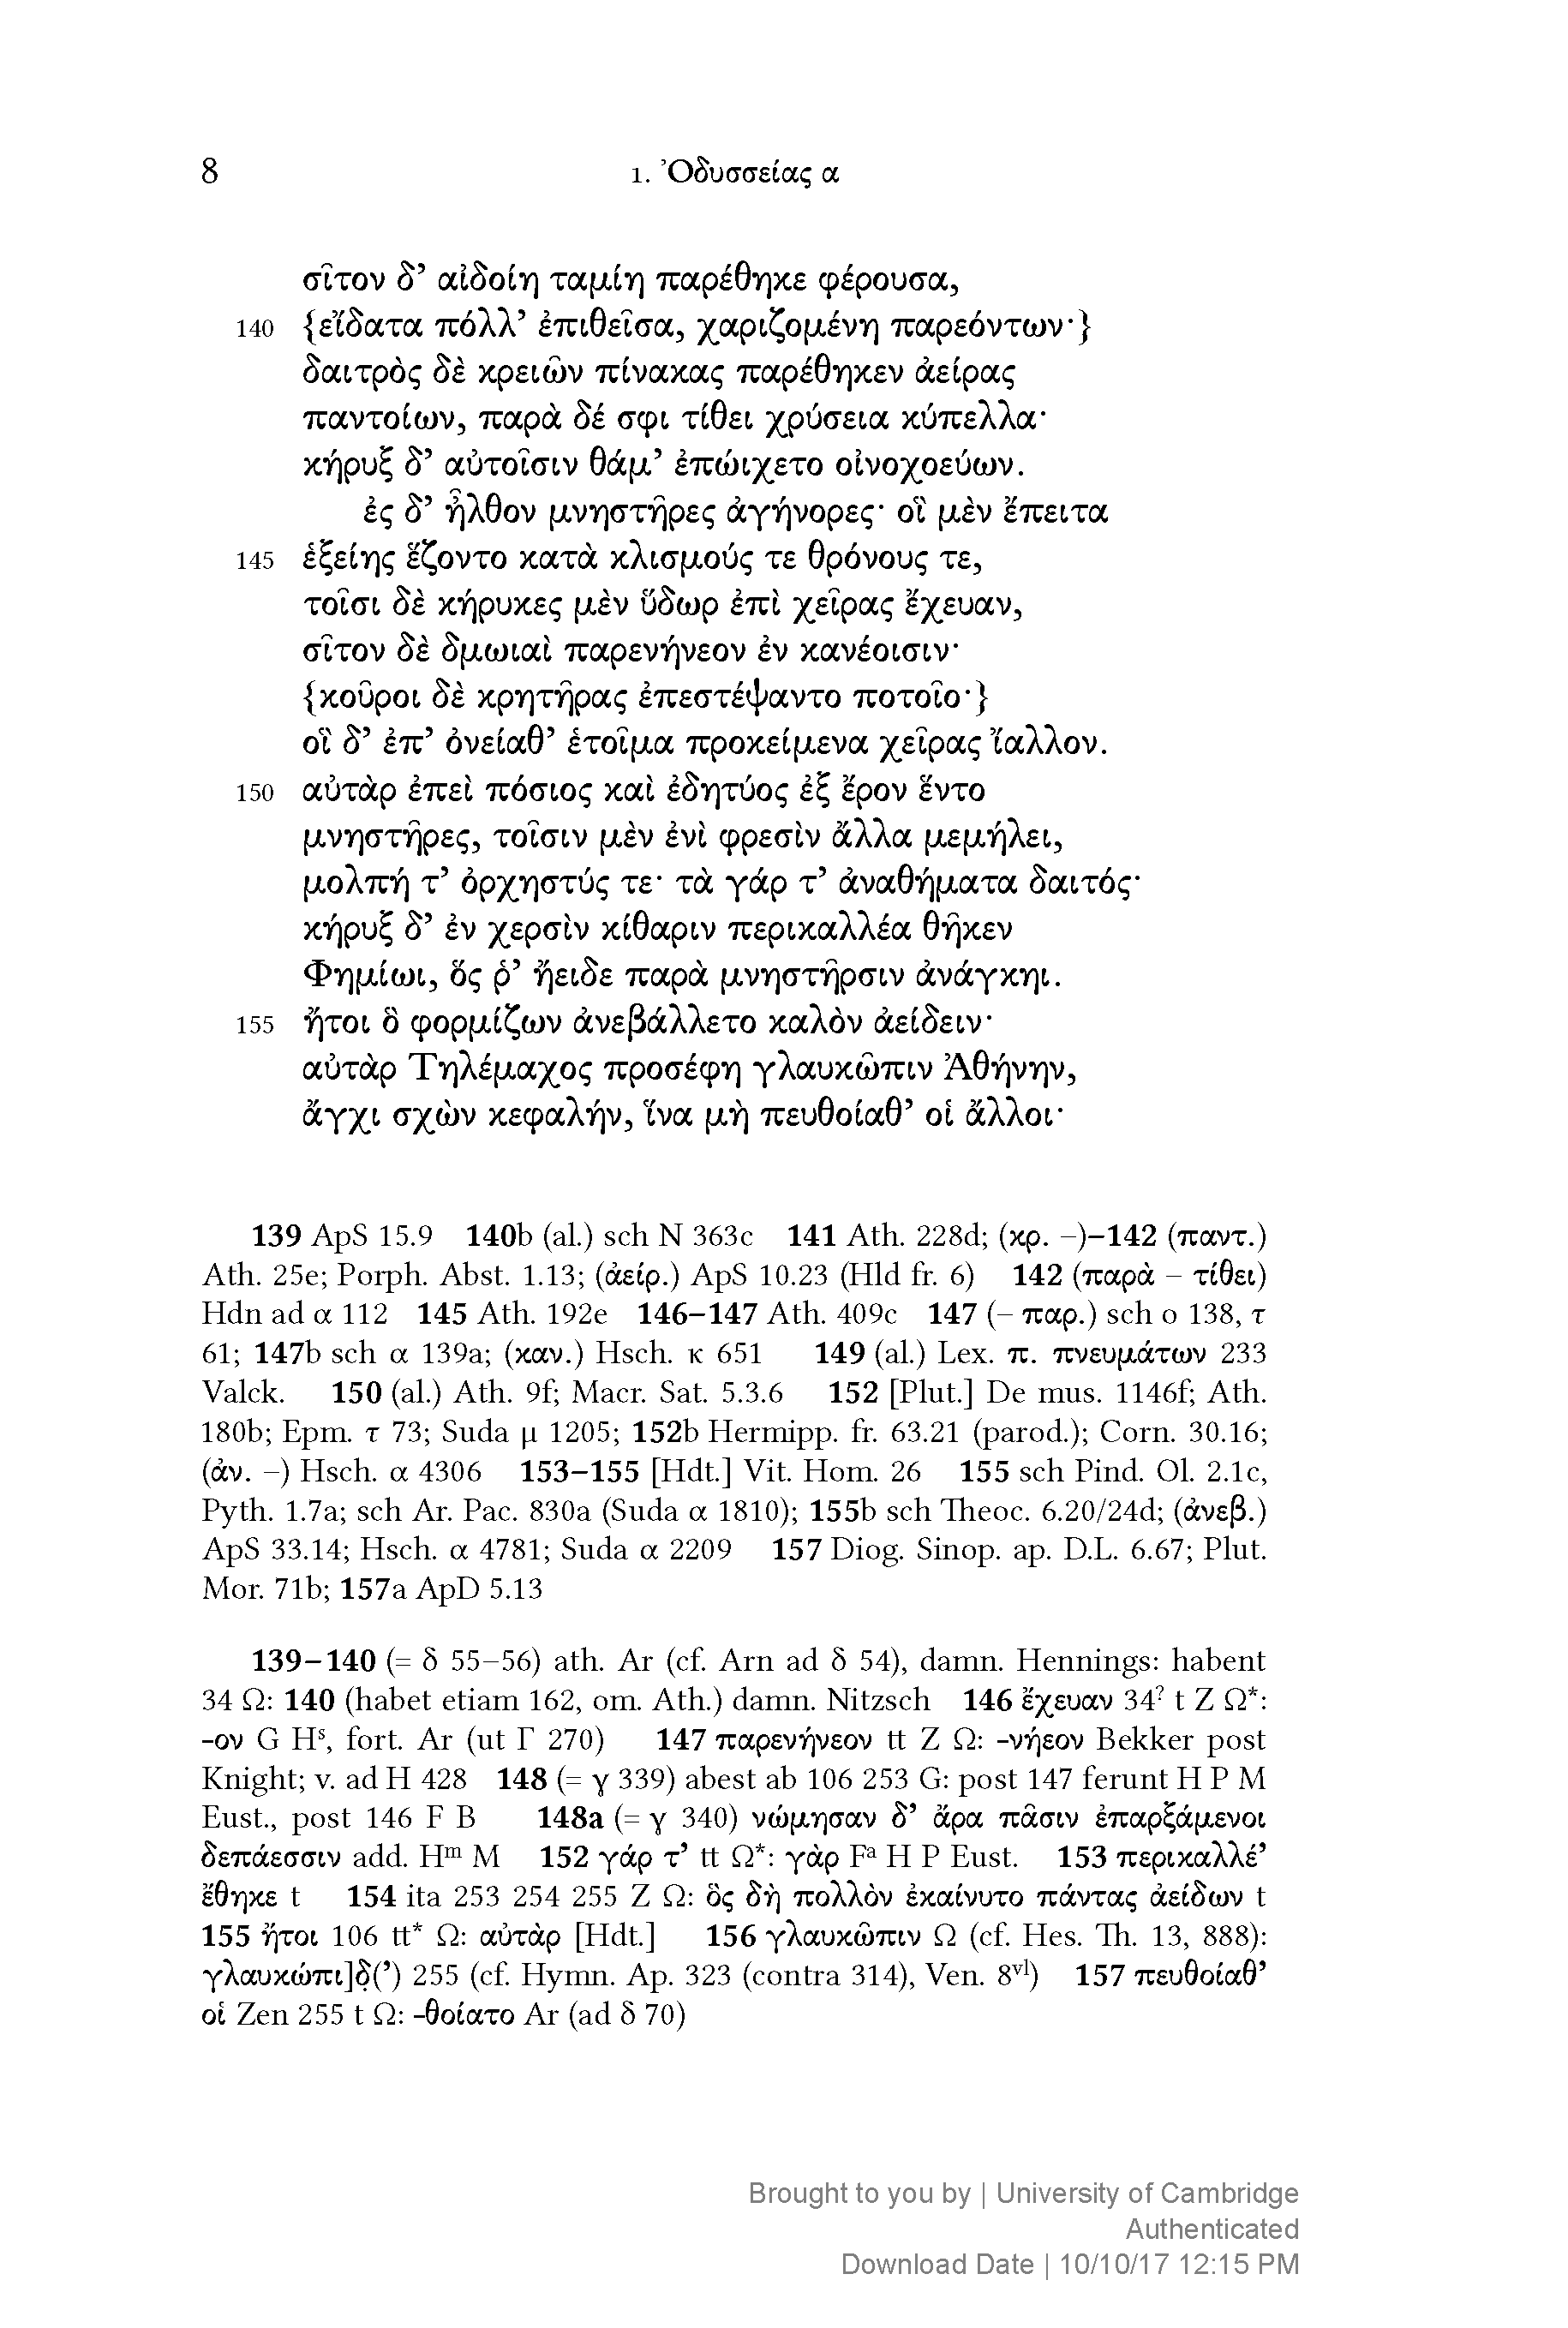 8 1. Ὀδυσσείας α
σῖτον δ’ αἰδοίη ταμίη παρέθηκε φέρουσα,
140 {εἴδατα πόλλ’ ἐπιθεῖσα, χαριζομένη παρεόντων·}
δαιτρὸς δὲ κρειῶν πίνακας παρέθηκεν ἀείρας
παντοίων, παρὰ δέ σφι τίθει χρύσεια κύπελλα·
κήρυξ δ’ αὐτοῖσιν θάμ’ ἐπώιχετο οἰνοχοεύων.
ἐς δ’ ἦλθον μνηστῆρες ἀγήνορες· οἳ μὲν ἔπειτα
145 ἑξείης ἕζοντο κατὰ κλισμούς τε θρόνους τε,
τοῖσι δὲ κήρυκες μὲν ὕδωρ ἐπὶ χεῖρας ἔχευαν,
σῖτον δὲ δμωιαὶ παρενήνεον ἐν κανέοισιν·
{κοῦροι δὲ κρητῆρας ἐπεστέψαντο ποτοῖο·}
οἳ δ’ ἐπ’ ὀνείαθ’ ἑτοῖμα προκείμενα χεῖρας ἴαλλον.
150 αὐτὰρ ἐπεὶ πόσιος καὶ ἐδητύος ἐξ ἔρον ἕντο
μνηστῆρες, τοῖσιν μὲν ἐνὶ φρεσὶν ἄλλα μεμήλει,
μολπή τ’ ὀρχηστύς τε· τὰ γάρ τ’ ἀναθήματα δαιτός·
κήρυξ δ’ ἐν χερσὶν κίθαριν περικαλλέα θῆκεν
Φημίωι, ὅς ῥ’ ἤειδε παρὰ μνηστῆρσιν ἀνάγκηι.
155 ἤτοι ὃ φορμίζων ἀνεβάλλετο καλὸν ἀείδειν·
αὐτὰρ Τηλέμαχος προσέφη γλαυκῶπιν Ἀθήνην,
ἄγχι σχὼν κεφαλήν, ἵνα μὴ πευθοίαθ’ οἱ ἄλλοι·
139 ApS 15.9 140b (al.) sch N 363c 141 Ath. 228d; (κρ. –)–142 (παντ.)
Ath. 25e; Porph. Abst. 1.13; (ἀείρ.) ApS 10.23 (Hld fr. 6) 142 (παρὰ – τίθει)
Hdn ad α 112 145 Ath. 192e 146–147 Ath. 409c 147 (– παρ.) sch ο 138, τ
61; 147b sch α 139a; (καν.) Hsch. κ 651 149 (al.) Lex. π. πνευμάτων 233
Valck. 150 (al.) Ath. 9f; Macr. Sat. 5.3.6 152 [Plut.] De mus. 1146f; Ath.
180b; Epm. τ 73; Suda μ 1205; 152b Hermipp. fr. 63.21 (parod.); Corn. 30.16;
(ἀν. –) Hsch. α 4306 153–155 [Hdt.] Vit. Hom. 26 155 sch Pind. Ol. 2.1c,
Pyth. 1.7a; sch Ar. Pac. 830a (Suda α 1810); 155b sch Theoc. 6.20/24d; (ἀνεβ.)
ApS 33.14; Hsch. α 4781; Suda α 2209 157 Diog. Sinop. ap. D.L. 6.67; Plut.
Mor. 71b; 157a ApD 5.13
139–140 (= δ 55–56) ath. Ar (cf. Arn ad δ 54), damn. Hennings: habent
34 Ω: 140 (habet etiam 162, om. Ath.) damn. Nitzsch 146 ἔχευαν 34? t Z Ω*:
-ον G Hˢ, fort. Ar (ut Γ 270) 147 παρενήνεον tt Z Ω: -νήεον Bekker post
Knight; v. ad H 428 148 (= γ 339) abest ab 106 253 G: post 147 ferunt H P M
Eust., post 146 F B 148a (= γ 340) νώμησαν δ’ ἄρα πᾶσιν ἐπαρξάμενοι
δεπάεσσιν add. Hᵐ M 152 γάρ τ’ tt Ω*: γὰρ Fᵃ H P Eust. 153 περικαλλέ’
ἔθηκε t 154 ita 253 254 255 Z Ω: ὃς δὴ πολλὸν ἐκαίνυτο πάντας ἀείδων t
155 ἤτοι 106 tt* Ω: αὐτὰρ [Hdt.] 156 γλαυκῶπιν Ω (cf. Hes. Th. 13, 888):
γλαυκώπι]δ̣(’) 255 (cf. Hymn. Ap. 323 (contra 314), Ven. 8ᵛˡ) 157 πευθοίαθ’
οἱ Zen 255 t Ω: -θοίατο Ar (ad δ 70)
Brought to you by | University of Cambridge
Authenticated
Download Date | 10/10/17 12:15 PM